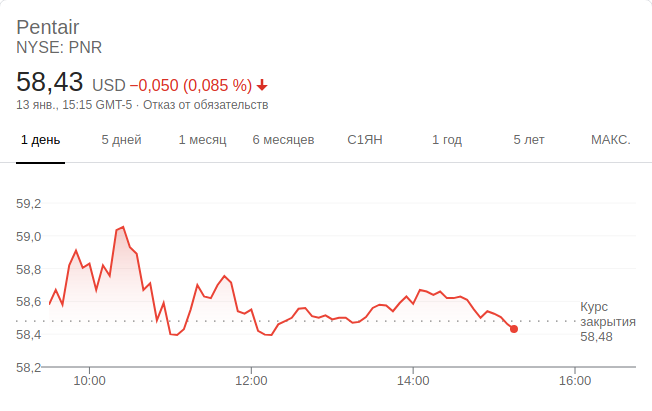 Pentair
NYSE: PNR
58,43 USD −0,050 (0,085 %)
13 янв., 15:15 GMT-5 · Отказ от обязательств
1 день 5 дней 1 месяц 6 месяцев С1ЯН 1 год 5 лет МАКС.
59,2
59,0
58,8
58,6
58,4
58,2
Курс
закрытия
58,48
10:00 12:00 14:00 16:00